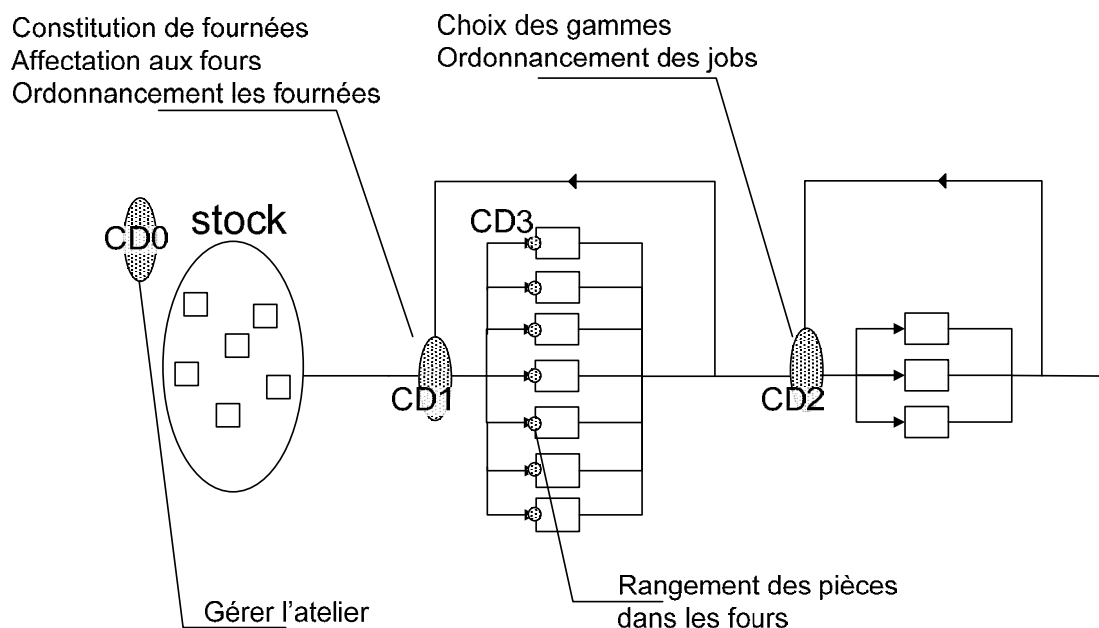 Constitution de fournées
Affectation aux fours
Ordonnancement les fournées
Choix des gammes
Ordonnancement des jobs
CD0
stock
CD3
CD1
CD2
Gérer l'atelier
Rangement des pièces
dans les fours